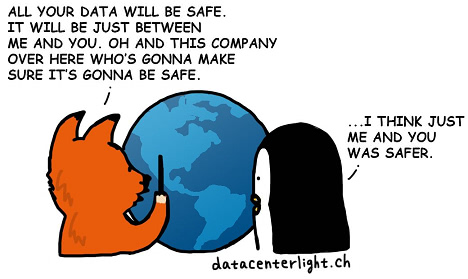 ALL YOUR DATA WILL BE SAFE.
IT WILL BE JUST BETWEEN
ME AND YOU. OH AND THIS COMPANY
OVER HERE WHO'S GONNA MAKE
SURE IT'S GONNA BE SAFE.
...I THINK JUST
ME AND YOU
WAS SAFER.
datacenterlight.ch